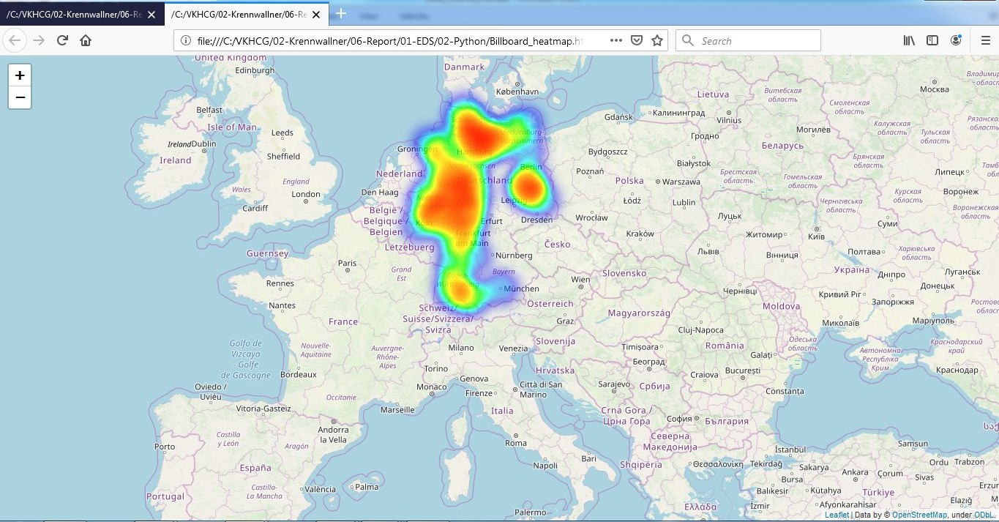 /C:/VKHCG/02-Krennwallner/06-Re
/C:/VKHCG/02-Krennwallner/06-Re
file:///C:/VKHCG/02-Krennwallner/06-Report/01-EDS/02-Python/Billboard_heatmap.ht
Search
+
−
United Kingdom
Edinburgh
Danmark
København
Belfast
Isle of Man
Leeds
Ireland
Dublin
Sheffield
Ireland
England
Wales
London
Cardiff
Guernsey
Groningen
Nederland
Den Haag
België /
Belgique /
Belgien
Lëtzebuerg
Hamburg
Niedersachsen
Deutschland
Berlin
Leipzig
Dresden
Köln
Erfurt
Frankfurt
am Main
Nürnberg
Bayern
München
Lietuva
Vilnius
Калининград
Gdańsk
Bydgoszcz
Poznań
Polska
Warszawa
Białystok
Łódź
Lublin
Wrocław
Kraków
Гродно
Беларусь
Могилёв
Витебская
область
Смоленская
область
Москва
Калужская
область
Тульская
область
Брянская
область
Липецк
Брестская
область
Гомельская
область
Чернігівська
область
Курская
область
Воронеж
Воронежская
область
Луцьк
Житомир
Київ
Суми
Львів
Вінниця
Полтава
Харківська
область
Україна
Дніпро
Луганськ
Донецьк
Кривий Ріг
Запоріжжя
Маріуполь
Миколаїв
Одеська
область
Чернівці
Moldova
Автономна
Республіка
Крим
Краснодарский
край
Краснодар
Česko
Slovensko
Wien
Österreich
Graz
Magyarország
Cluj-Napoca
România
Timișoara
Galați
Craiova
București
Constanța
Paris
Rennes
Nantes
Grand
Est
France
Schweiz/
Suisse/Svizzera/
Svizra
Nouvelle-
Aquitaine
Auvergne-
Rhône-
Alpes
Bordeaux
Occitanie
Marseille
Golfo de
Vizcaya
- Golfe
de Gascogne
Milano
Venezia
Torino
Genova
Monaco
Firenze
Città di San
Marino
Italia
Roma
Napoli
Bari
Palermo
Slovenija
Hrvatska
Београд
Sarajevo
Србија
Crna Gora /
Црна Гора
София
България
Северна
Македонија
Shqipëria
Θεσσαλονίκη
Ελλάδα
Oviedo /
Uviéu
Vitoria-Gasteiz
Andorra
la Vella
Castilla
y León
Aragón
Porto
España
Castilla-
La Mancha
Portugal
València
Palma
İstanbul
Tekirdağ
Sakarya
Bursa
Balıkesir
Kütahya
İzmir
Afyonkarahisar
Ankara
Çorum
Samsun
Ordu
Trabzon
Sivas
Türkiye
Elazığ
Leaflet | Data by © OpenStreetMap, under ODbL.